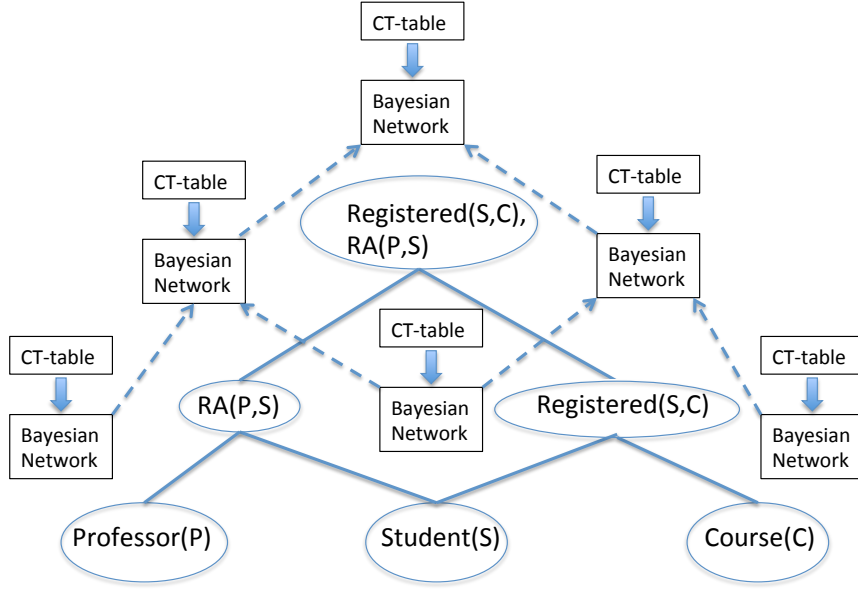 CT-table
Bayesian
Network
CT-table
CT-table
Registered(S,C),
RA(P,S)
Bayesian
Network
Bayesian
Network
CT-table
CT-table
CT-table
RA(P,S)
Registered(S,C)
Bayesian
Network
Bayesian
Network
Bayesian
Network
Professor(P)
Student(S)
Course(C)